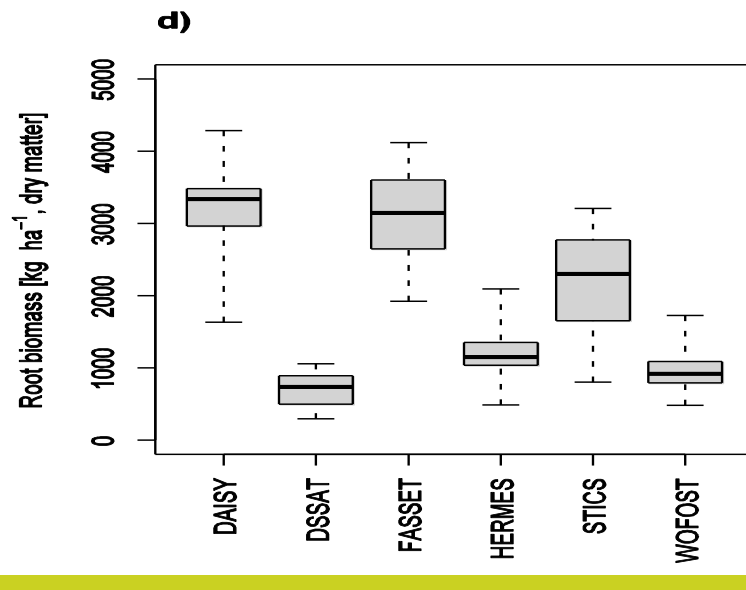 d)
Root biomass [kg ha⁻¹, dry matter]
5000
4000
3000
2000
1000
0
DAISY
DSSAT
FASSET
HERMES
STICS
WOFOST